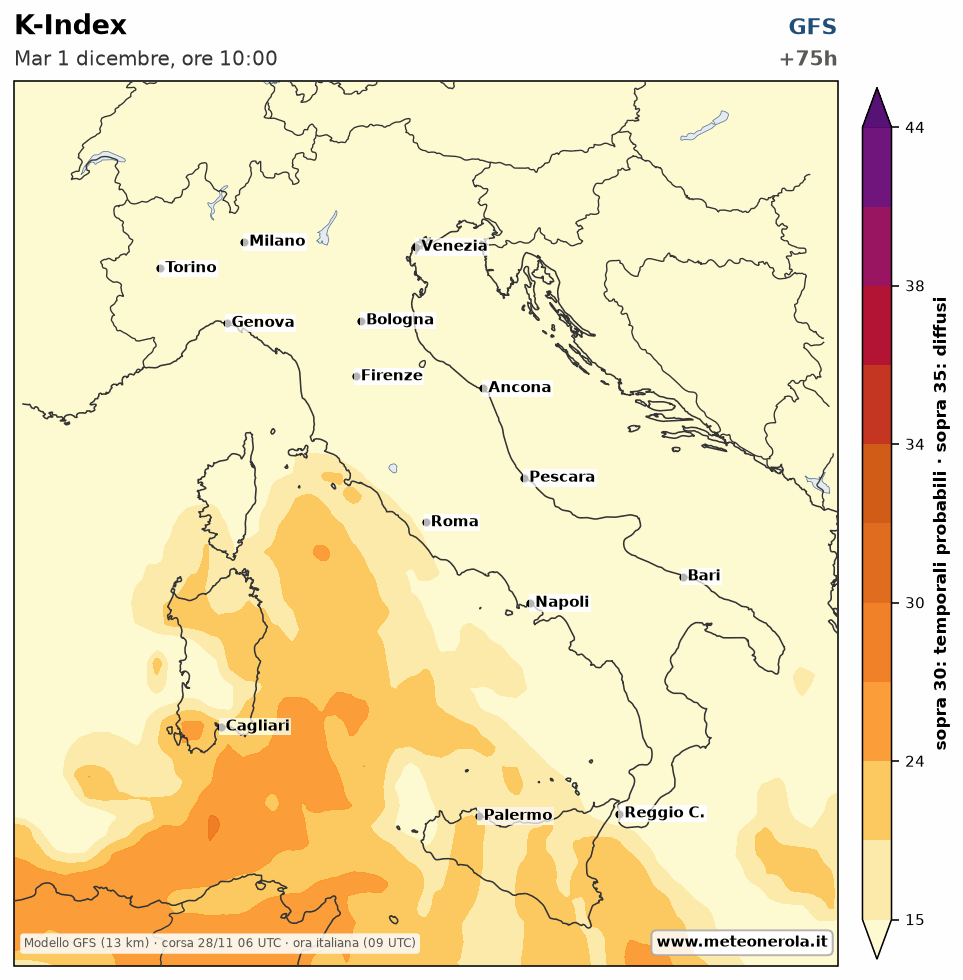 K-Index
GFS
Mar 1 dicembre, ore 10:00
+75h
44
38
34
30
24
15
sopra 30: temporali probabili · sopra 35: diffusi
Milano
Venezia
Torino
Genova
Bologna
Firenze
Ancona
Pescara
Roma
Bari
Napoli
Cagliari
Palermo
Reggio C.
Modello GFS (13 km) · corsa 28/11 06 UTC · ora italiana (09 UTC)
www.meteonerola.it